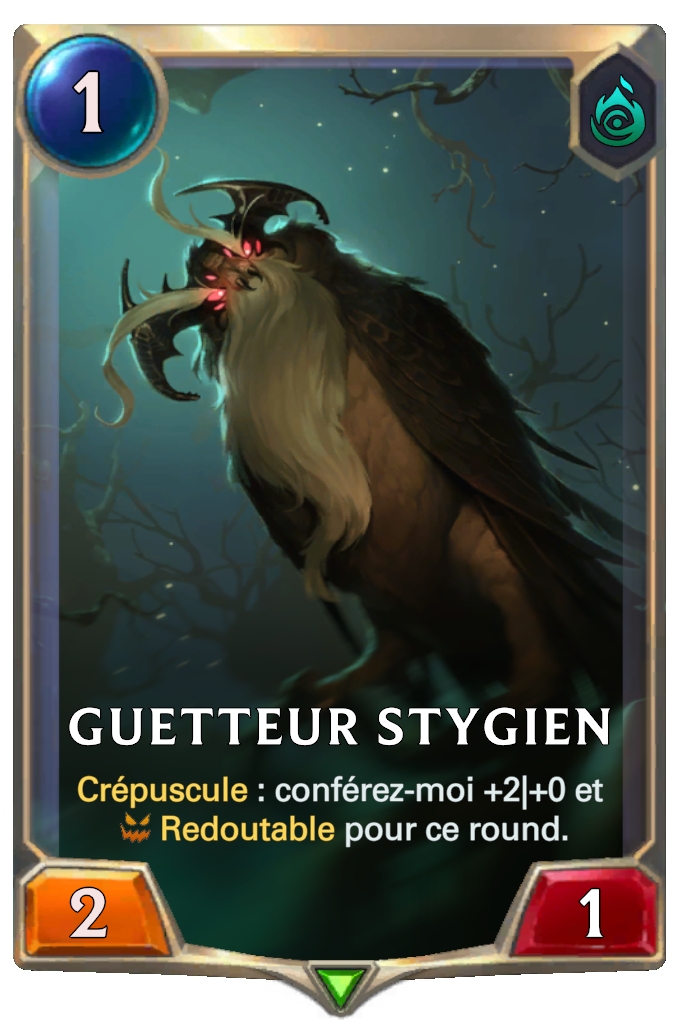 1
GUETTEUR STYGIEN
Crépuscule : conférez-moi +2|+0 et
Redoutable pour ce round.
2
1